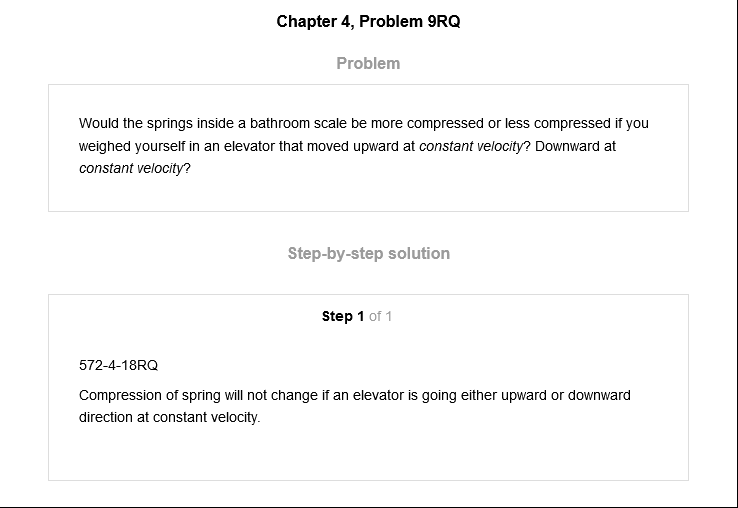 Chapter 4, Problem 9RQ
Problem
Would the springs inside a bathroom scale be more compressed or less compressed if you
weighed yourself in an elevator that moved upward at constant velocity? Downward at
constant velocity?
Step-by-step solution
Step 1 of 1
572-4-18RQ
Compression of spring will not change if an elevator is going either upward or downward
direction at constant velocity.